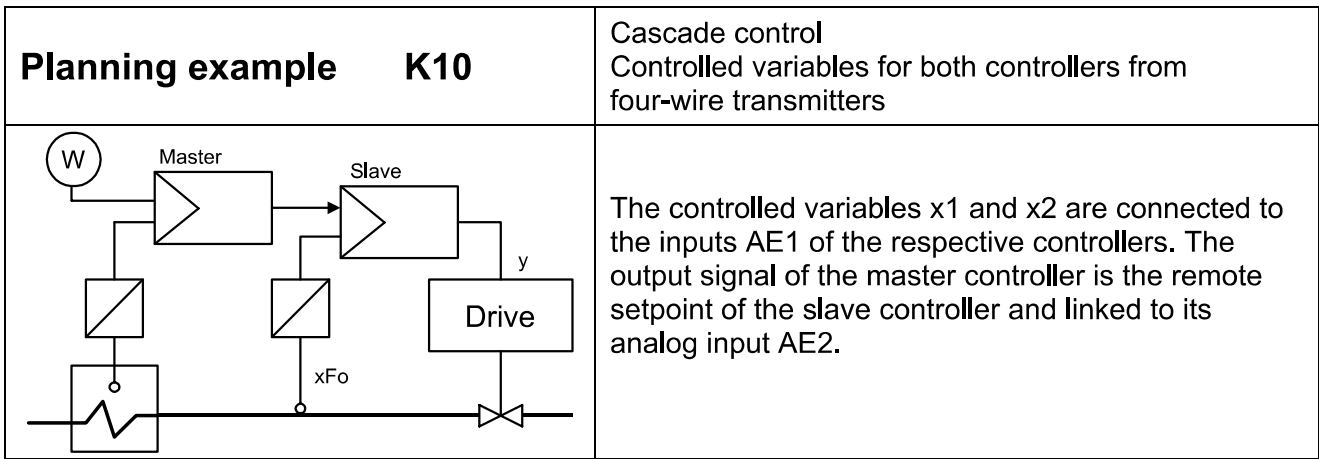 Planning example K10
Cascade control
Controlled variables for both controllers from
four-wire transmitters
W
Master
Slave
y
Drive
xFo
The controlled variables x1 and x2 are connected to
the inputs AE1 of the respective controllers. The
output signal of the master controller is the remote
setpoint of the slave controller and linked to its
analog input AE2.